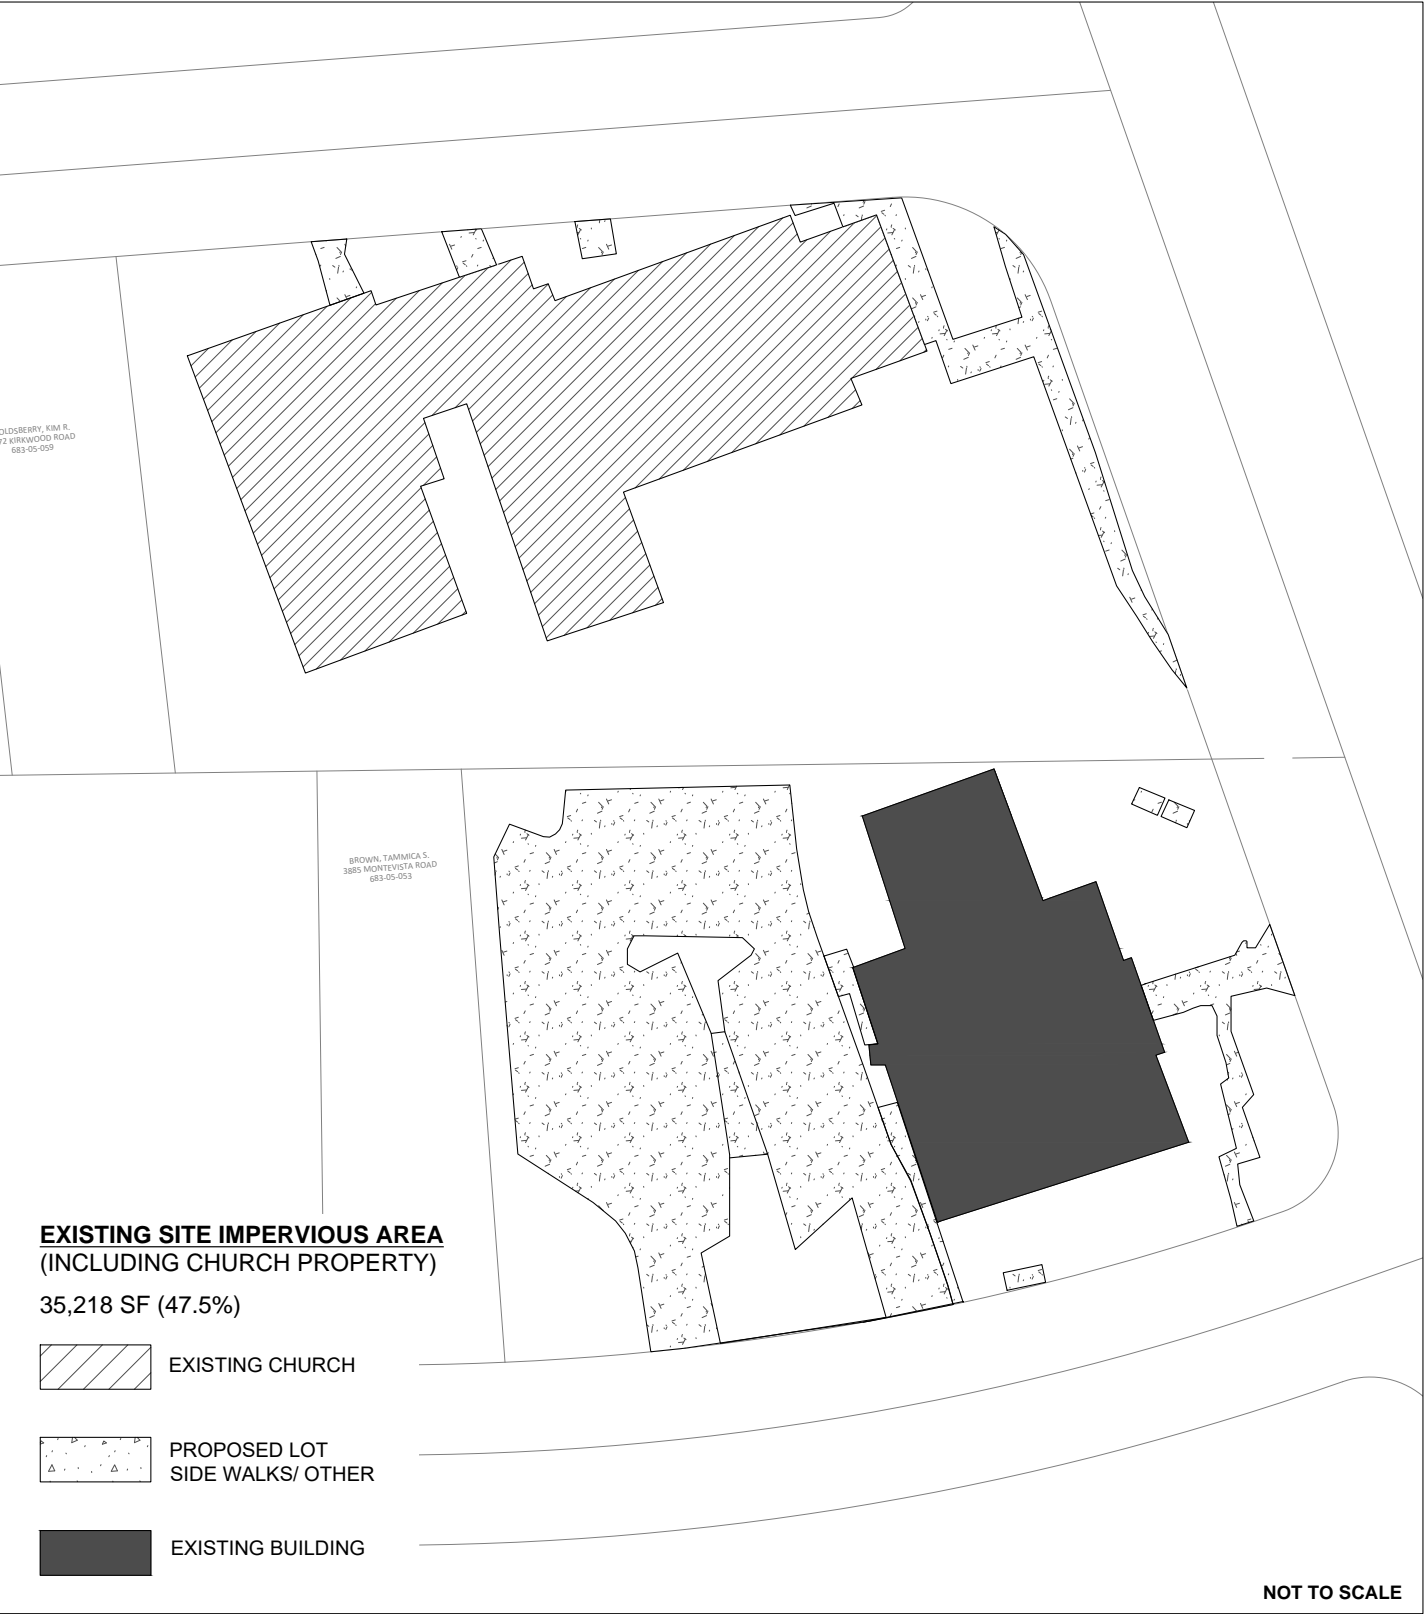 OLDSBERRY, KIM R.
72 KIRKWOOD ROAD
683-05-059
BROWN, TAMMICA S.
3885 MONTEVISTA ROAD
683-05-053
EXISTING SITE IMPERVIOUS AREA
(INCLUDING CHURCH PROPERTY)
35,218 SF (47.5%)
EXISTING CHURCH
PROPOSED LOT
SIDE WALKS/ OTHER
EXISTING BUILDING
NOT TO SCALE